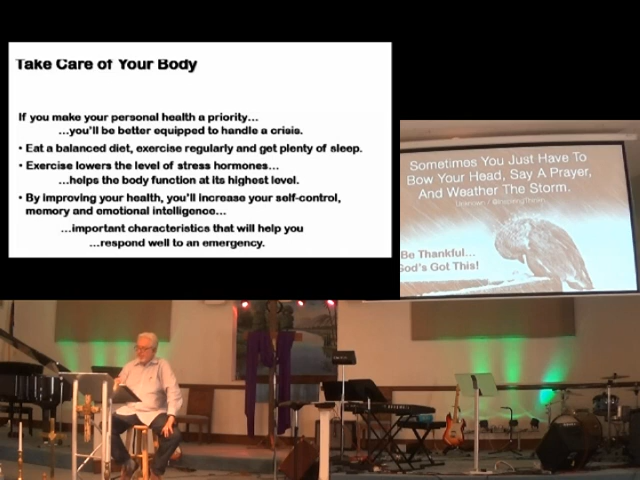 Take Care of Your Body
If you make your personal health a priority...
...you'll be better equipped to handle a crisis.
• Eat a balanced diet, exercise regularly and get plenty of sleep.
• Exercise lowers the level of stress hormones...
...helps the body function at its highest level.
• By improving your health, you'll increase your self-control,
memory and emotional intelligence...
...important characteristics that will help you
...respond well to an emergency.
Sometimes You Just Have To
Bow Your Head, Say A Prayer,
And Weather The Storm.
Unknown /
Be Thankful...
God's Got This!